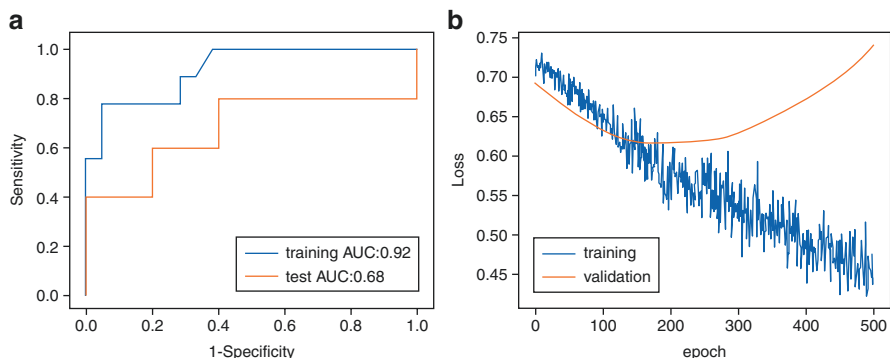 a
1.0
0.8
0.6
0.4
0.2
0.0
Sensitivity
training AUC:0.92
test AUC:0.68
0.0 0.2 0.4 0.6 0.8 1.0
1-Specificity
b
0.75
0.70
0.65
0.60
0.55
0.50
0.45
Loss
training
validation
0 100 200 300 400 500
epoch